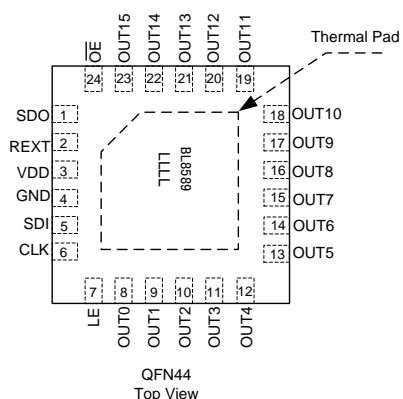 OE OUT15 OUT14 OUT13 OUT12 OUT11
Thermal Pad
24 23 22 21 20 19
SDO 1
REXT 2
VDD 3
GND 4
SDI 5
CLK 6
BL8589
LLLL
18 OUT10
17 OUT9
16 OUT8
15 OUT7
14 OUT6
13 OUT5
7 8 9 10 11 12
LE OUT0 OUT1 OUT2 OUT3 OUT4
QFN44
Top View